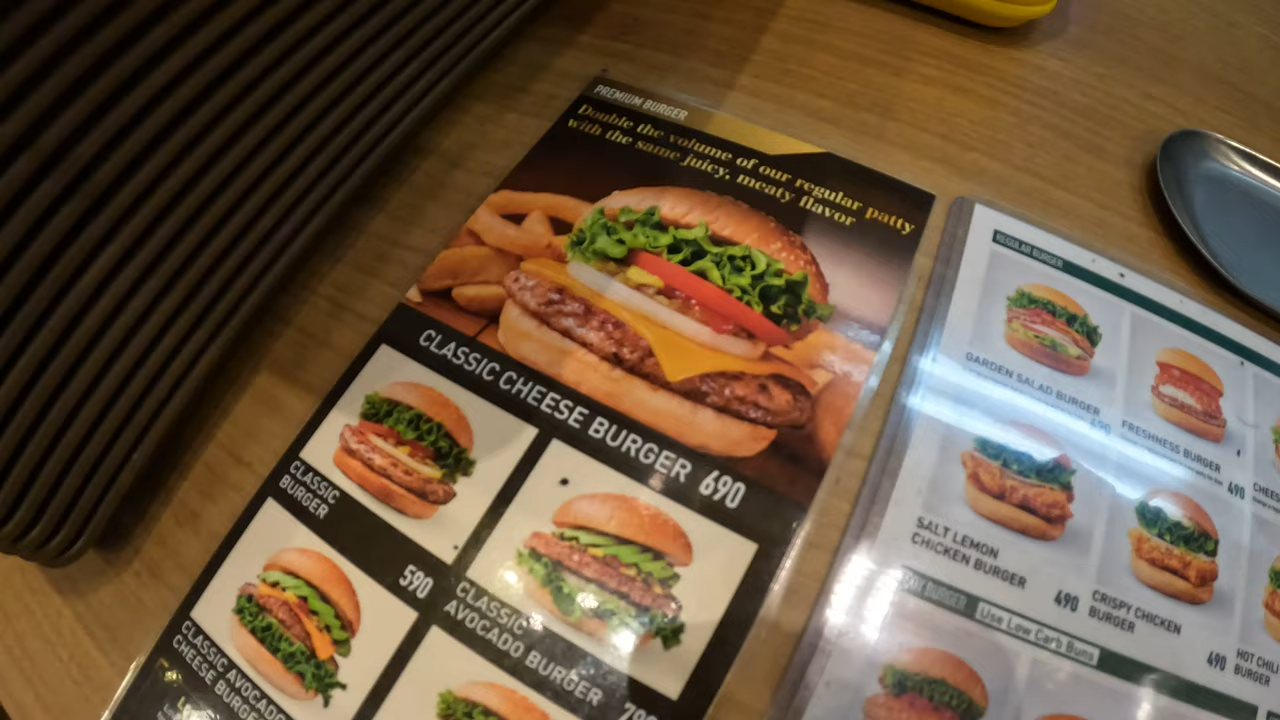 PREMIUM BURGER
Double the volume of our regular patty
with the same juicy, meaty flavor
CLASSIC CHEESE BURGER 690
CLASSIC
BURGER
590
CLASSIC
AVOCADO BURGER
CLASSIC AVOCADO
CHEESE BURGER
REGULAR BURGER
GARDEN SALAD BURGER
490
FRESHNESS BURGER
490
SALT LEMON
CHICKEN BURGER
490
CRISPY CHICKEN
BURGER
490
HOT CHILI
BURGER
Use Low Carb Buns